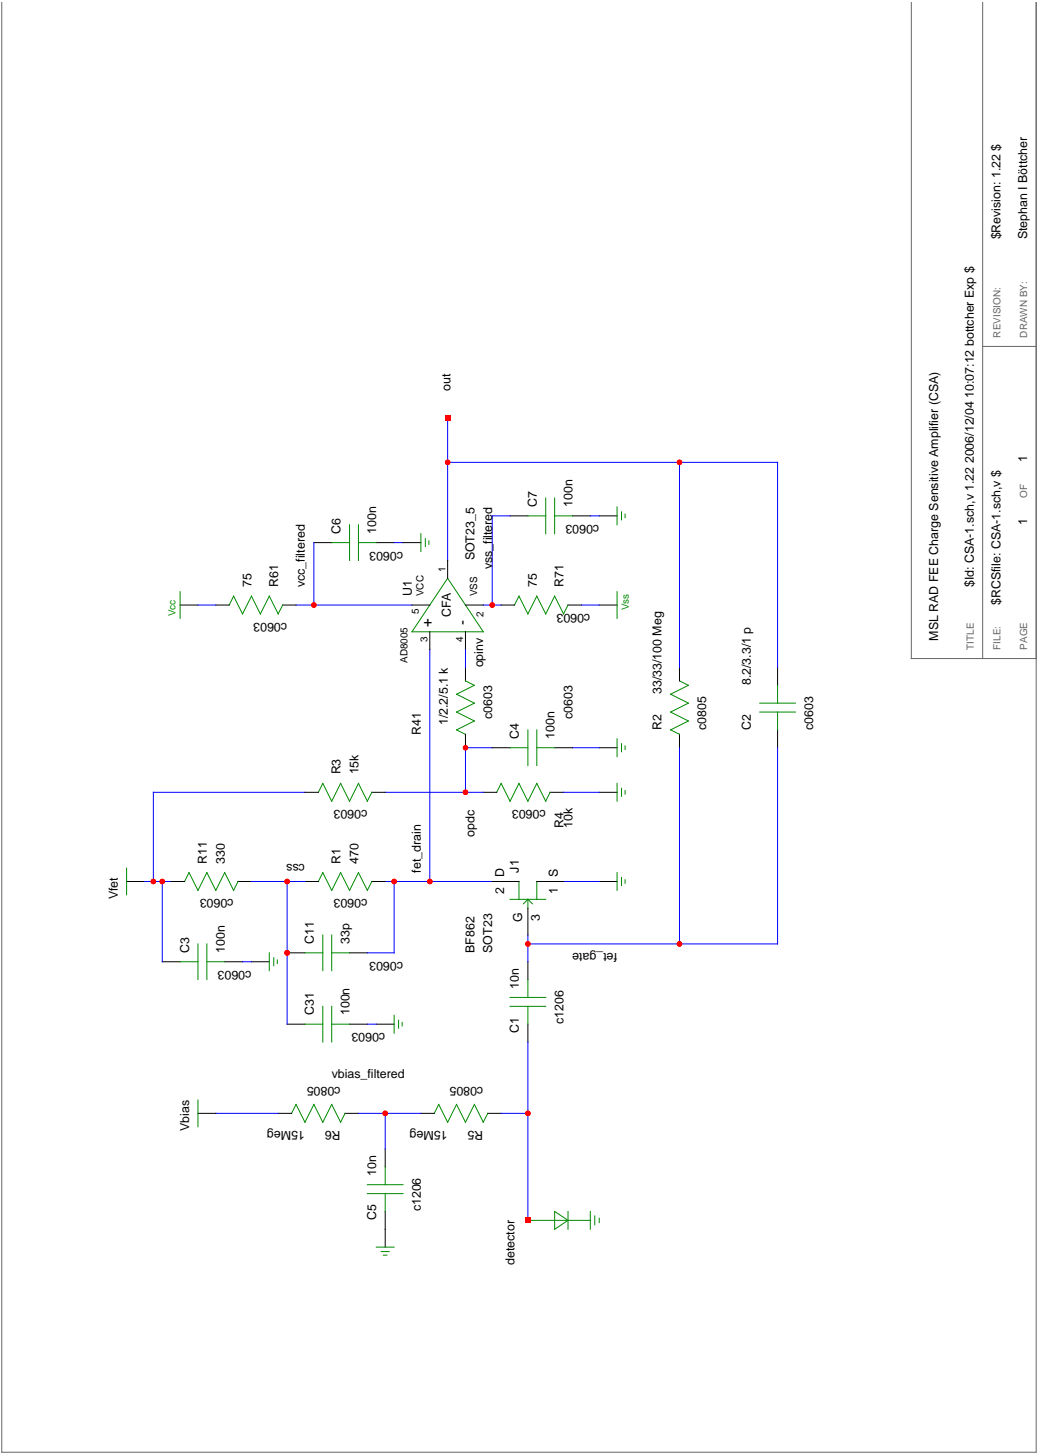 Vbias
15Meg
R6
c0805
vbias_filtered
15Meg
R5
c0805
C5
10n
c1206
detector
C1
10n
c1206
Vfet
C3
100n
c0603
R11
330
c0603
css
C31
100n
c0603
C11
33p
c0603
R1
470
c0603
fet_drain
BF862
SOT23
J1
2
D
G
3
1
S
fet_gate
R3
15k
c0603
opdc
R4
10k
c0603
C4
100n
c0603
R41
1/2.2/5.1 k
c0603
opinv
AD8005
U1
CFA
+
-
3
4
5
VCC
2
VSS
1
SOT23_5
Vcc
75
R61
c0603
vcc_filtered
C6
100n
c0603
vss_filtered
C7
100n
c0603
75
R71
c0603
Vss
out
R2
33/33/100 Meg
c0805
C2
8.2/3.3/1 p
c0603
MSL RAD FEE Charge Sensitive Amplifier (CSA)
TITLE
$Id: CSA-1.sch,v 1.22 2006/12/04 10:07:12 bottcher Exp $
FILE: $RCSfile: CSA-1.sch,v $
REVISION: $Revision: 1.22 $
PAGE 1 OF 1
DRAWN BY: Stephan I Böttcher